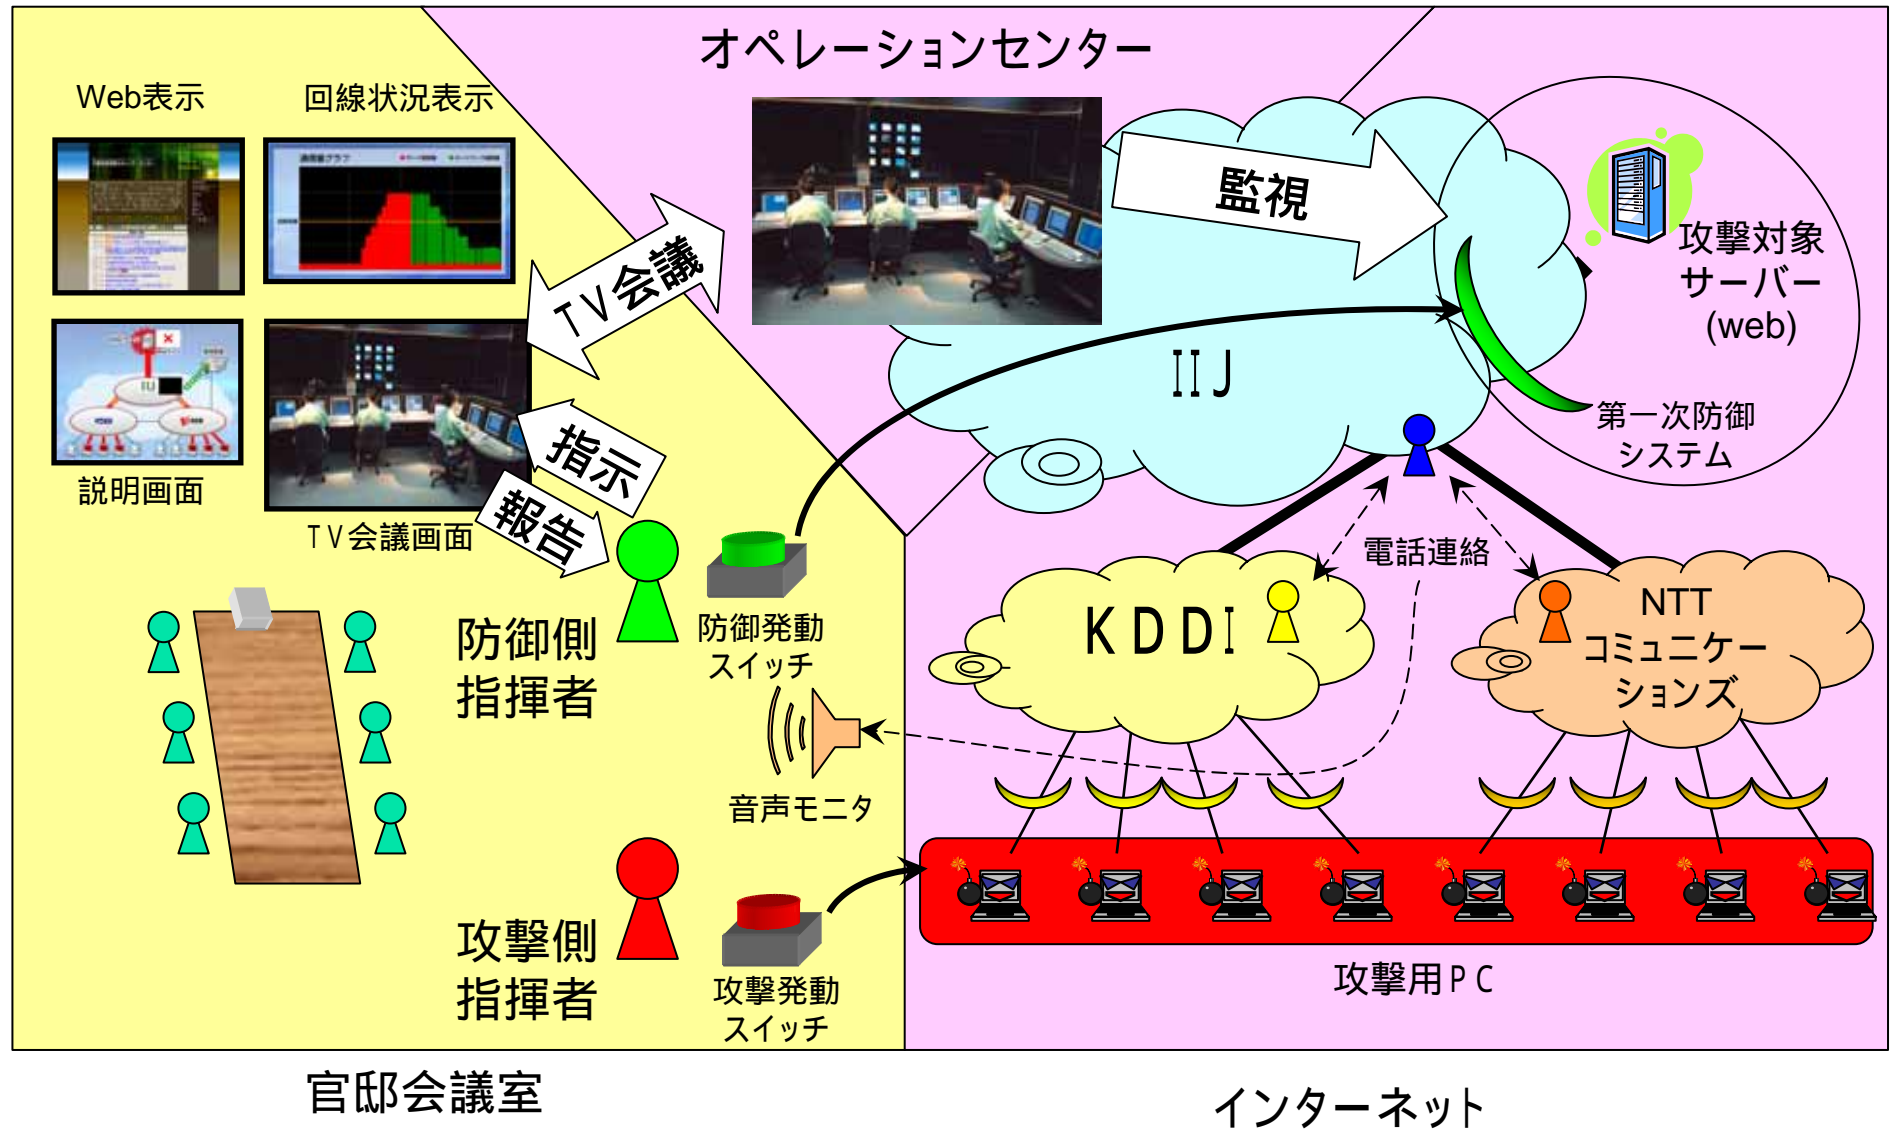 オペレーションセンター
Web表示
回線状況表示
通信量グラフ
説明画面
TV会議画面
TV会議
指示
報告
監視
IIJ
攻撃対象
サーバー
(web)
第一次防御
システム
電話連絡
KDDI
NTT
コミュニケー
ションズ
防御側
指揮者
防御発動
スイッチ
音声モニタ
攻撃側
指揮者
攻撃発動
スイッチ
攻撃用PC
官邸会議室
インターネット